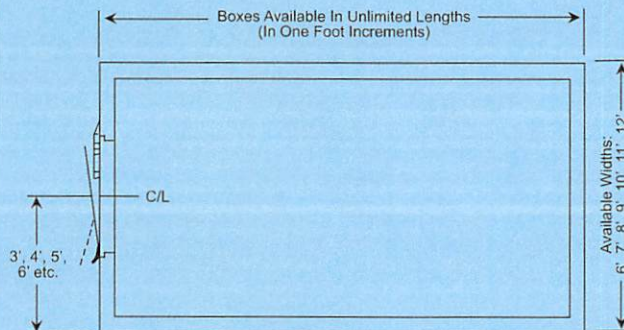 Boxes Available In Unlimited Lengths
(In One Foot Increments)
C/L
3', 4', 5',
6' etc.
Available Widths:
6' 7' 8' 9' 10' 11' 12'